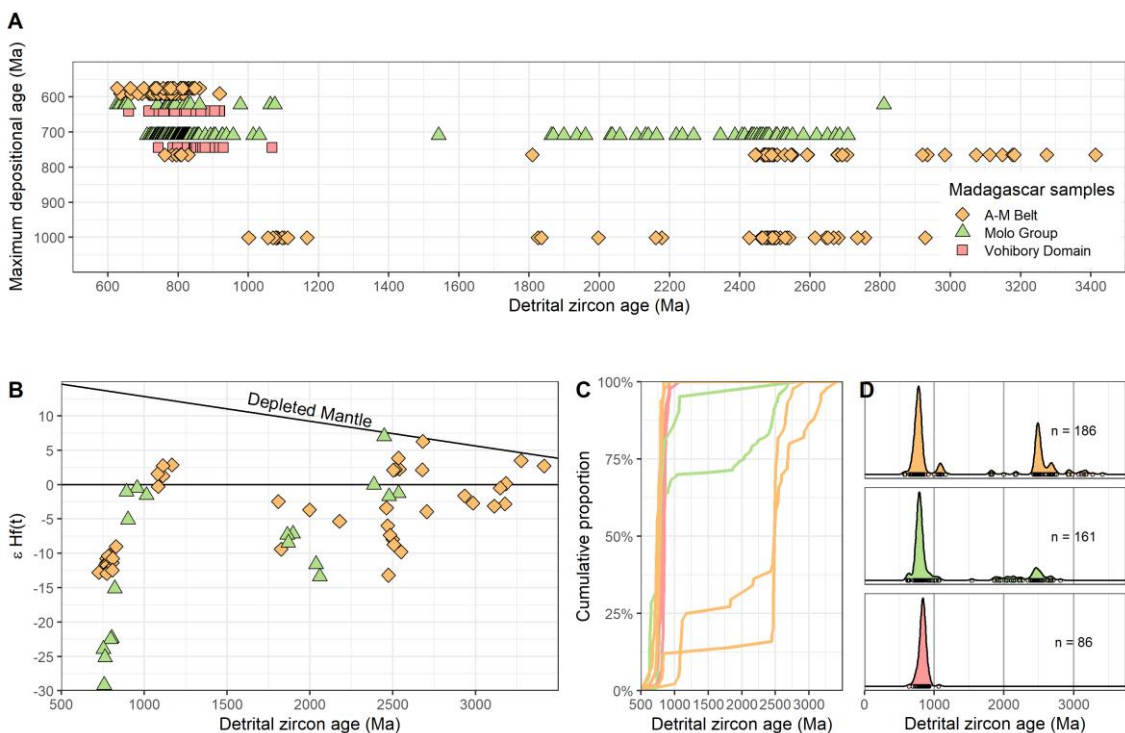 A
Maximum depositional age (Ma)
600
700
800
900
1000
Madagascar samples
A-M Belt
Molo Group
Vohibory Domain
600 800 1000 1200 1400 1600 1800 2000 2200 2400 2600 2800 3000 3200 3400
Detrital zircon age (Ma)
B
ε Hf(t)
10
5
0
-5
-10
-15
-20
-25
-30
Depleted Mantle
500 1000 1500 2000 2500 3000
Detrital zircon age (Ma)
C
Cumulative proportion
100%
75%
50%
25%
0%
500 1000 1500 2000 2500 3000 3500
Detrital zircon age (Ma)
D
n = 186
n = 161
n = 86
0 1000 2000 3000
Detrital zircon age (Ma)